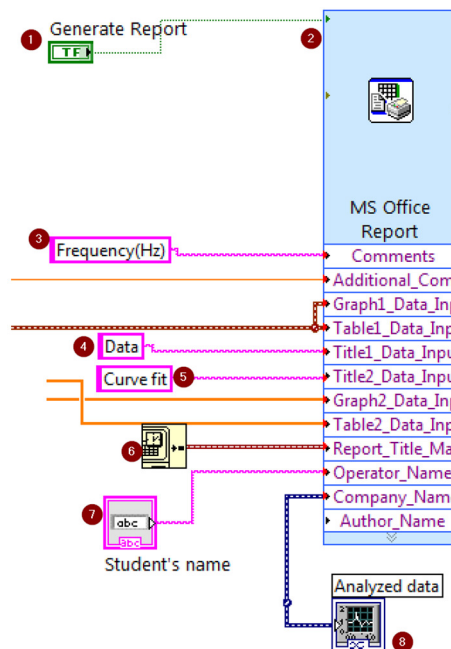 Generate Report
1
TF
2
MS Office
Report
3
Frequency(Hz)
Comments
Additional_Com
Graph1_Data_Inp
Table1_Data_Inp
4
Data
Title1_Data_Inpu
Curve fit
5
Title2_Data_Inpu
Graph2_Data_Inp
Table2_Data_Inp
6
Report_Title_Ma
Operator_Name
7
abc
abc
Company_Nam
Author_Name
Student's name
Analyzed data
8